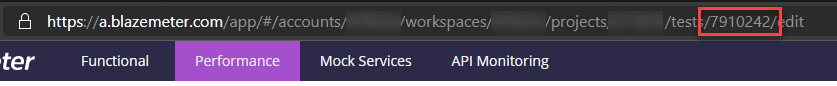 https://a.blazemeter.com/app/#/accounts/ /workspaces/ /projects/ /tests/7910242/edit
eter Functional Performance Mock Services API Monitoring